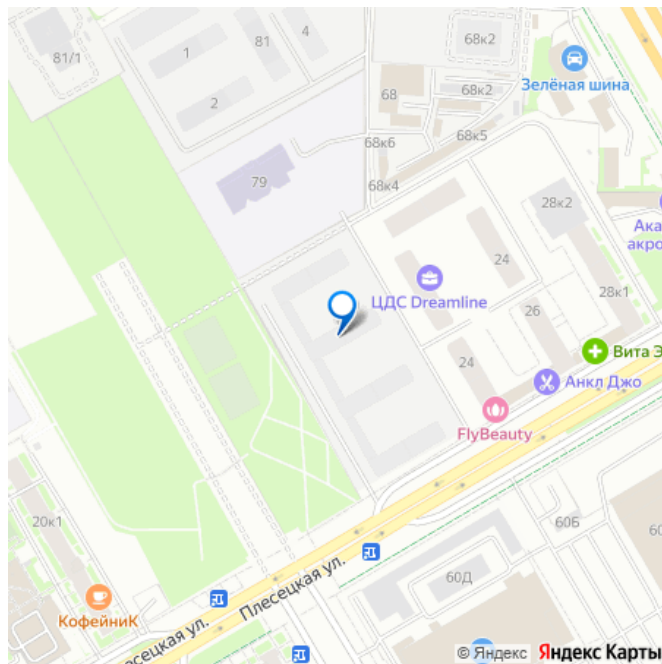 68к2
4
81
81/1
1
Зелёная шина
68
68к2
2
68к5
68к6
79
68к4
28к2
Ака
акро
24
ЦДС Dreamline
28к1
26
24
Вита Э
Анкл Джо
FlyBeauty
20к1
60Б
60
60Д
Плесецкая ул.
КофейниК
Плесецкая ул.
© Яндекс Яндекс Карты